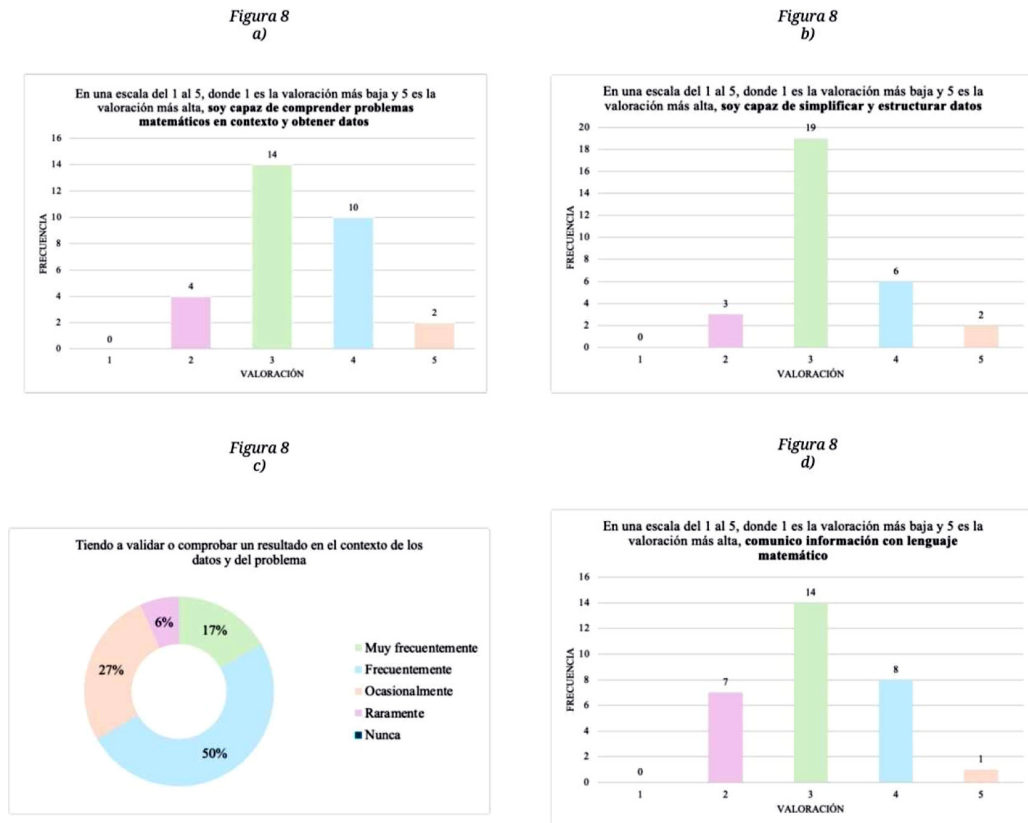 Figura 8
a)
En una escala del 1 al 5, donde 1 es la valoración más baja y 5 es la
valoración más alta, soy capaz de comprender problemas
matemáticos en contexto y obtener datos
16
14
12
10
8
6
4
2
0
FRECUENCIA
0
4
14
10
2
1
2
3
4
5
VALORACIÓN
Figura 8
b)
En una escala del 1 al 5, donde 1 es la valoración más baja y 5 es la
valoración más alta, soy capaz de simplificar y estructurar datos
20
18
16
14
12
10
8
6
4
2
0
FRECUENCIA
0
3
19
6
2
1
2
3
4
5
VALORACIÓN
Figura 8
c)
Tiendo a validar o comprobar un resultado en el contexto de los
datos y del problema
6%
17%
27%
50%
Muy frecuentemente
Frecuentemente
Ocasionalmente
Raramente
Nunca
Figura 8
d)
En una escala del 1 al 5, donde 1 es la valoración más baja y 5 es la
valoración más alta, comunico información con lenguaje
matemático
16
14
12
10
8
6
4
2
0
FRECUENCIA
0
7
14
8
1
1
2
3
4
5
VALORACIÓN